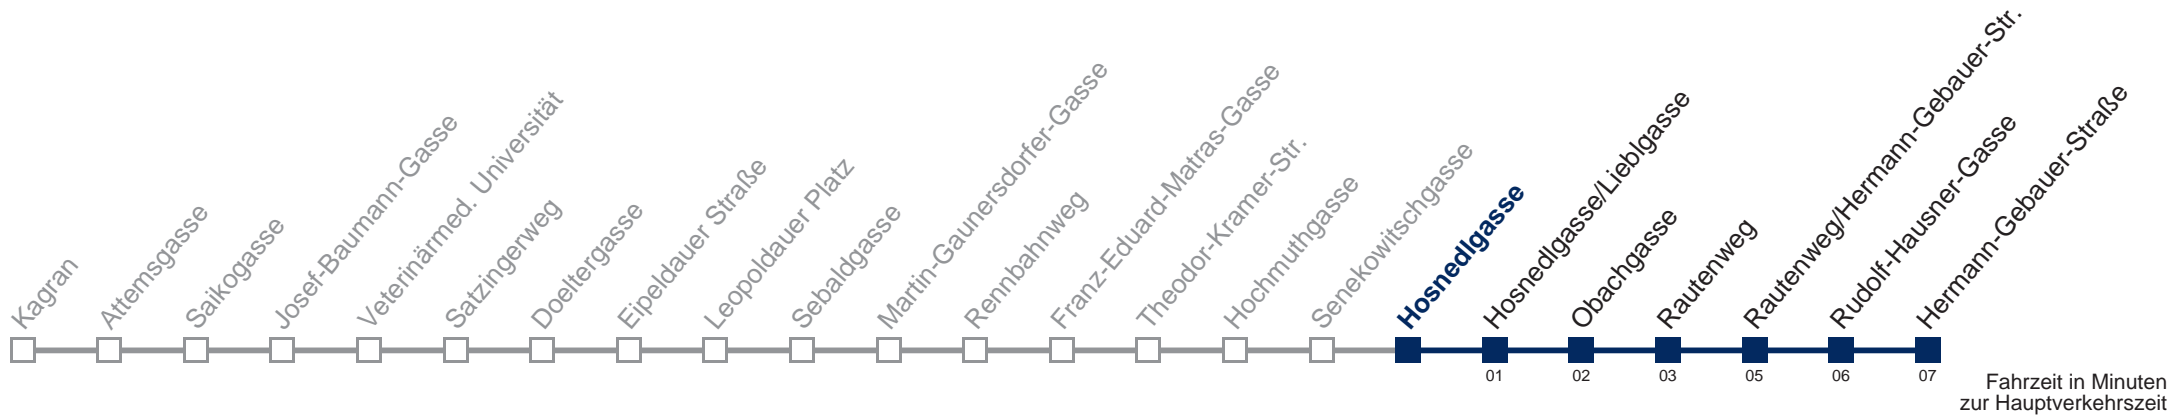 Kagran
Attemsgasse
Saikogasse
Josef-Baumann-Gasse
Veterinärmed. Universität
Satzingerweg
Doeltergasse
Eipeldauer Straße
Leopoldauer Platz
Sebaldgasse
Martin-Gaunersdorfer-Gasse
Rennbahnweg
Franz-Eduard-Matras-Gasse
Theodor-Kramer-Str.
Hochmuthgasse
Senekowitschgasse
Hosnedlgasse
Hosnedlgasse/Lieblgasse
Obachgasse
Rautenweg
Rautenweg/Hermann-Gebauer-Str.
Rudolf-Hausner-Gasse
Hermann-Gebauer-Straße
01 02 03 05 06 07
Fahrzeit in Minuten
zur Hauptverkehrszeit